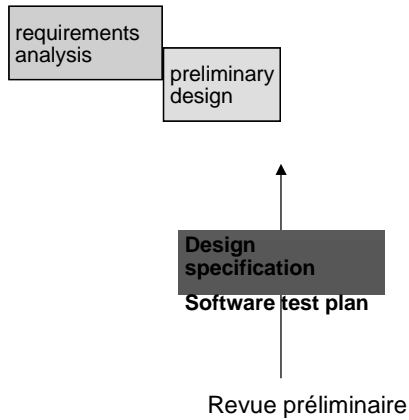 requirements
analysis
preliminary
design
Design
specification
Software test plan
Revue préliminaire